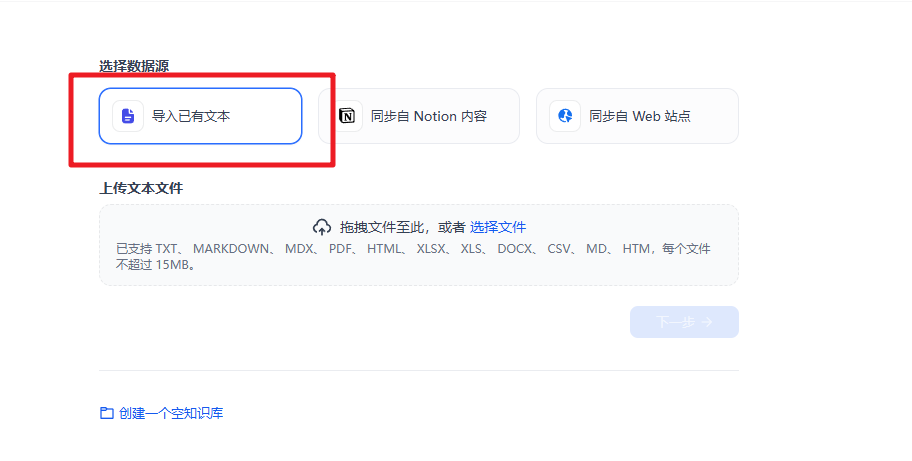 选择数据源
导入已有文本
同步自 Notion 内容
同步自 Web 站点
上传文本文件
拖拽文件至此，或者 选择文件
已支持 TXT、 MARKDOWN、 MDX、 PDF、 HTML、 XLSX、 XLS、 DOCX、 CSV、 MD、 HTM，每个文件
不超过 15MB。
下一步 →
创建一个空知识库